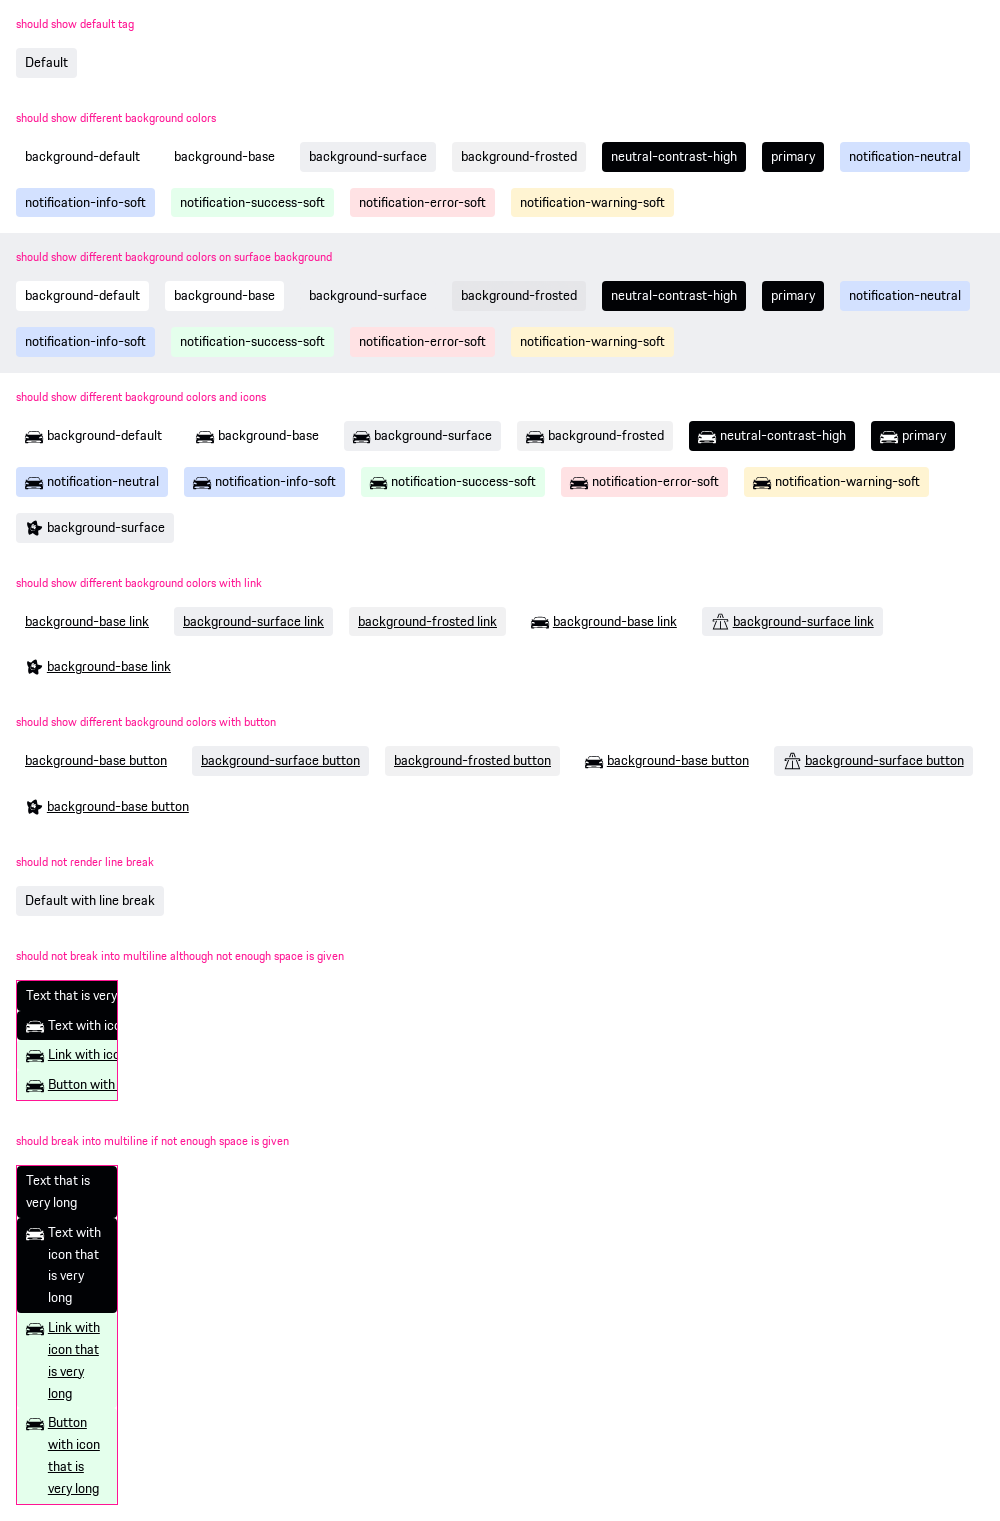 should show default tag
Default
should show different background colors
background-default background-base background-surface background-frosted neutral-contrast-high primary notification-neutral
notification-info-soft notification-success-soft notification-error-soft notification-warning-soft
should show different background colors on surface background
background-default background-base background-surface background-frosted neutral-contrast-high primary notification-neutral
notification-info-soft notification-success-soft notification-error-soft notification-warning-soft
should show different background colors and icons
background-default background-base background-surface background-frosted neutral-contrast-high primary
notification-neutral notification-info-soft notification-success-soft notification-error-soft notification-warning-soft
background-surface
should show different background colors with link
background-base link background-surface link background-frosted link background-base link background-surface link
background-base link
should show different background colors with button
background-base button background-surface button background-frosted button background-base button background-surface button
background-base button
should not render line break
Default with line break
should not break into multiline although not enough space is given
Text that is very
Text with ico
Link with ico
Button with
should break into multiline if not enough space is given
Text that is
very long
Text with
icon that
is very
long
Link with
icon that
is very
long
Button
with icon
that is
very long